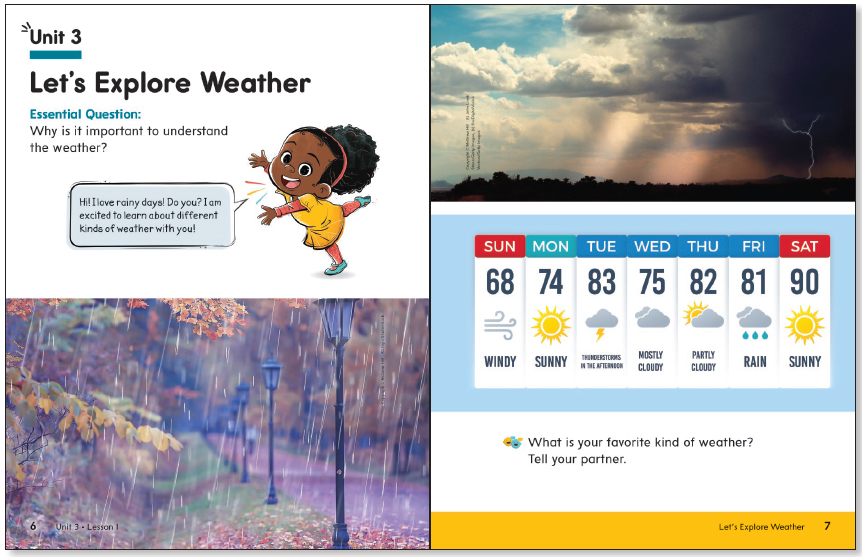 Unit 3
Let's Explore Weather
Essential Question:
Why is it important to understand
the weather?
Hi! I love rainy days! Do you? I am
excited to learn about different
kinds of weather with you!
6 Unit 3 • Lesson 1
SUN MON TUE WED THU FRI SAT
68 74 83 75 82 81 90
WINDY
SUNNY
THUNDERSTORMS
IN THE AFTERNOON
MOSTLY
CLOUDY
PARTLY
CLOUDY
RAIN
SUNNY
What is your favorite kind of weather?
Tell your partner.
Let's Explore Weather 7